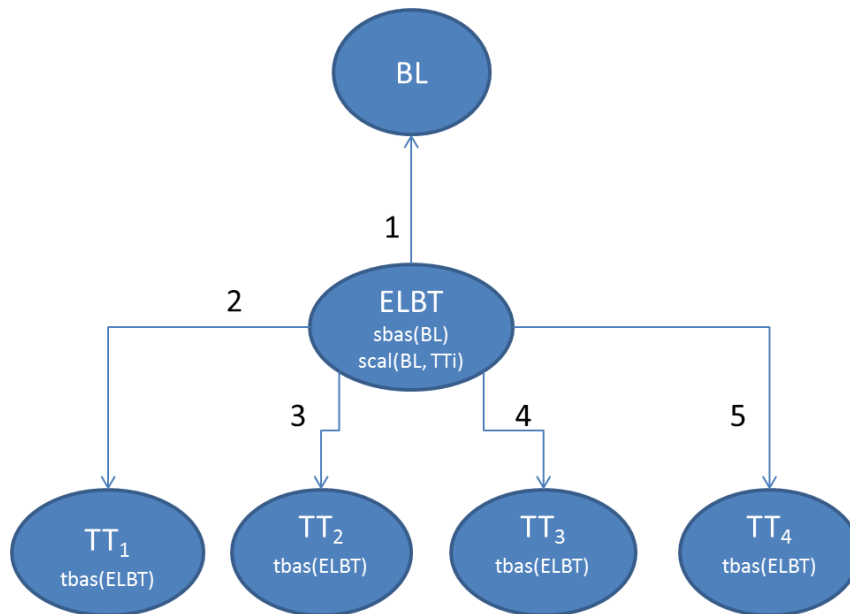 BL
1
2
ELBT
sbas(BL)
scal(BL, TTi)
3
4
5
TT₁
tbas(ELBT)
TT₂
tbas(ELBT)
TT₃
tbas(ELBT)
TT₄
tbas(ELBT)